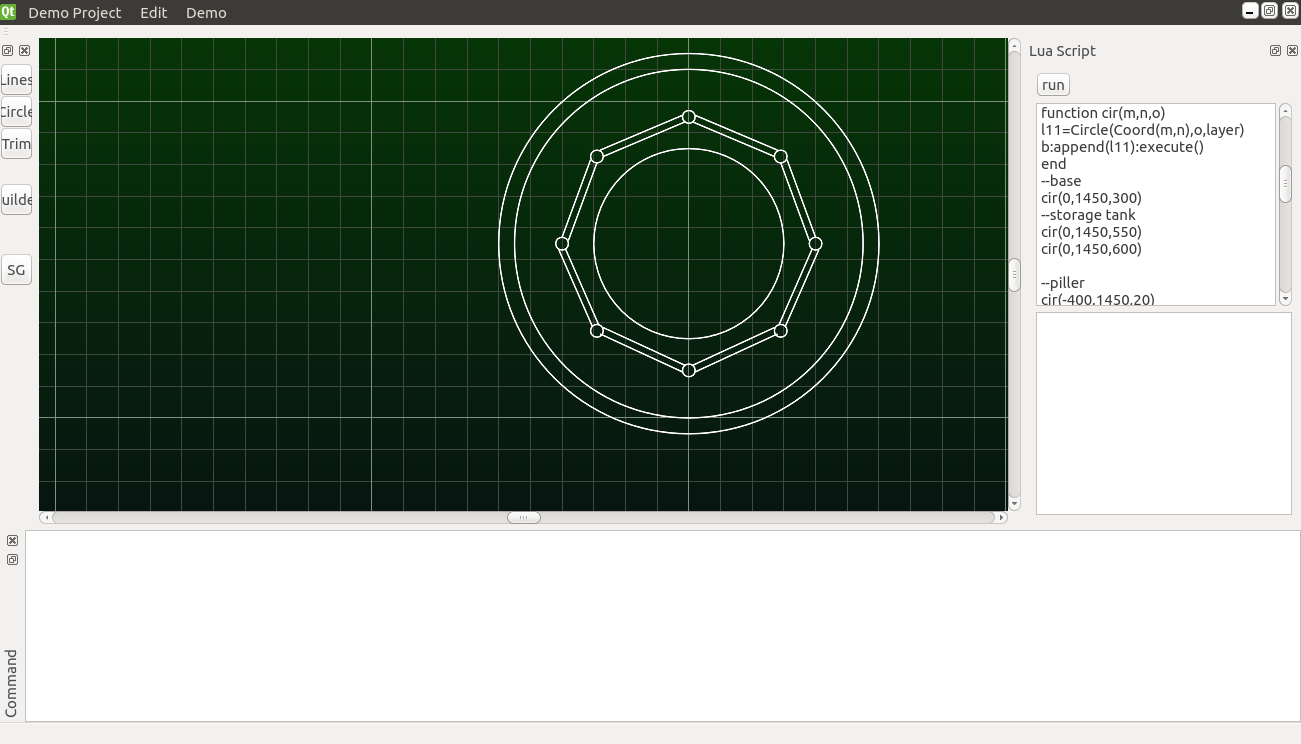 Qt Demo Project Edit Demo
Lines
Circle
Trim
uilde
SG
Lua Script
run
function cir(m,n,o)
l11=Circle(Coord(m,n),o,layer)
b:append(l11):execute()
end
--base
cir(0,1450,300)
--storage tank
cir(0,1450,550)
cir(0,1450,600)
--piller
cir(-400,1450,20)
Command